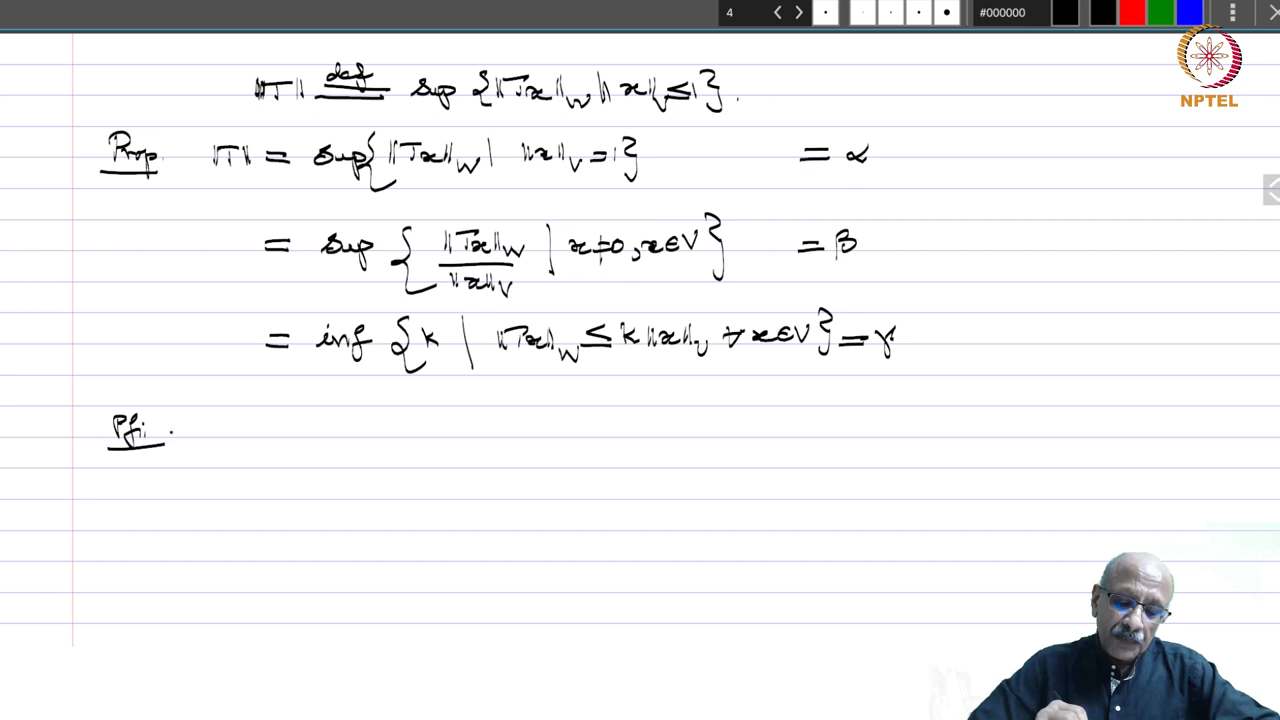 4 #000000
NPTEL
‖T‖ def= sup {‖Tx‖_W | ‖x‖_V ≤ 1}.
Prop. ‖T‖ = sup{‖Tx‖_W | ‖x‖_V = 1} = α
= sup { ‖Tx‖_W / ‖x‖_V | x≠0, x∈V } = β
= inf {k | ‖Tx‖_W ≤ k‖x‖_V ∀ x∈V} = γ
Pf:.